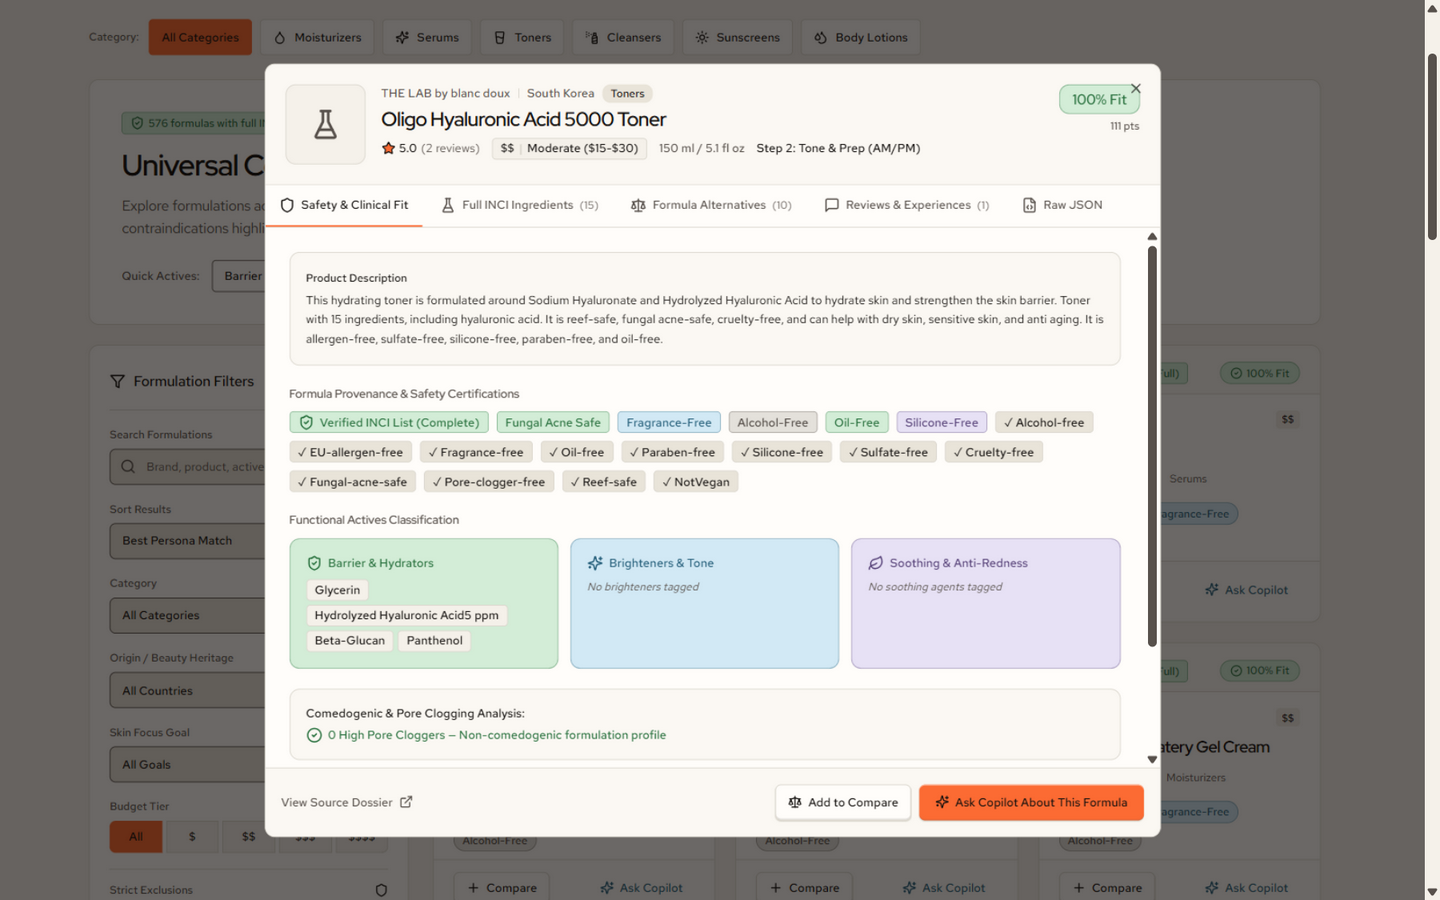 Category: All Categories Moisturizers Serums Toners Cleansers Sunscreens Body Lotions
576 formulas with full
Universal C
Explore formulations
contraindications highli
Quick Actives: Barrier
Formulation Filters
Search Formulations
Brand, product, active
Sort Results
Best Persona Match
Category
All Categories
Origin / Beauty Heritage
All Countries
Skin Focus Goal
All Goals
Budget Tier
All $ $$ $$$ $$$$
Strict Exclusions
THE LAB by blanc doux South Korea Toners
Oligo Hyaluronic Acid 5000 Toner
5.0 (2 reviews) $$ | Moderate ($15-$30) 150 ml / 5.1 fl oz Step 2: Tone & Prep (AM/PM)
100% Fit
111 pts
Safety & Clinical Fit Full INCI Ingredients (15) Formula Alternatives (10) Reviews & Experiences (1) Raw JSON
Product Description
This hydrating toner is formulated around Sodium Hyaluronate and Hydrolyzed Hyaluronic Acid to hydrate skin and strengthen the skin barrier. Toner
with 15 ingredients, including hyaluronic acid. It is reef-safe, fungal acne-safe, cruelty-free, and can help with dry skin, sensitive skin, and anti aging. It is
allergen-free, sulfate-free, silicone-free, paraben-free, and oil-free.
Formula Provenance & Safety Certifications
Verified INCI List (Complete) Fungal Acne Safe Fragrance-Free Alcohol-Free Oil-Free Silicone-Free ✓ Alcohol-free
✓ EU-allergen-free ✓ Fragrance-free ✓ Oil-free ✓ Paraben-free ✓ Silicone-free ✓ Sulfate-free ✓ Cruelty-free
✓ Fungal-acne-safe ✓ Pore-clogger-free ✓ Reef-safe ✓ NotVegan
Functional Actives Classification
Barrier & Hydrators
Glycerin
Hydrolyzed Hyaluronic Acid5 ppm
Beta-Glucan Panthenol
Brighteners & Tone
No brighteners tagged
Soothing & Anti-Redness
No soothing agents tagged
Comedogenic & Pore Clogging Analysis:
0 High Pore Cloggers – Non-comedogenic formulation profile
View Source Dossier Add to Compare Ask Copilot About This Formula
ull) 100% Fit
$$
Serums
agrance-Free
Ask Copilot
ull) 100% Fit
$$
atery Gel Cream
Moisturizers
agrance-Free
Alcohol-Free Alcohol-Free Alcohol-Free
+ Compare Ask Copilot + Compare Ask Copilot + Compare Ask Copilot